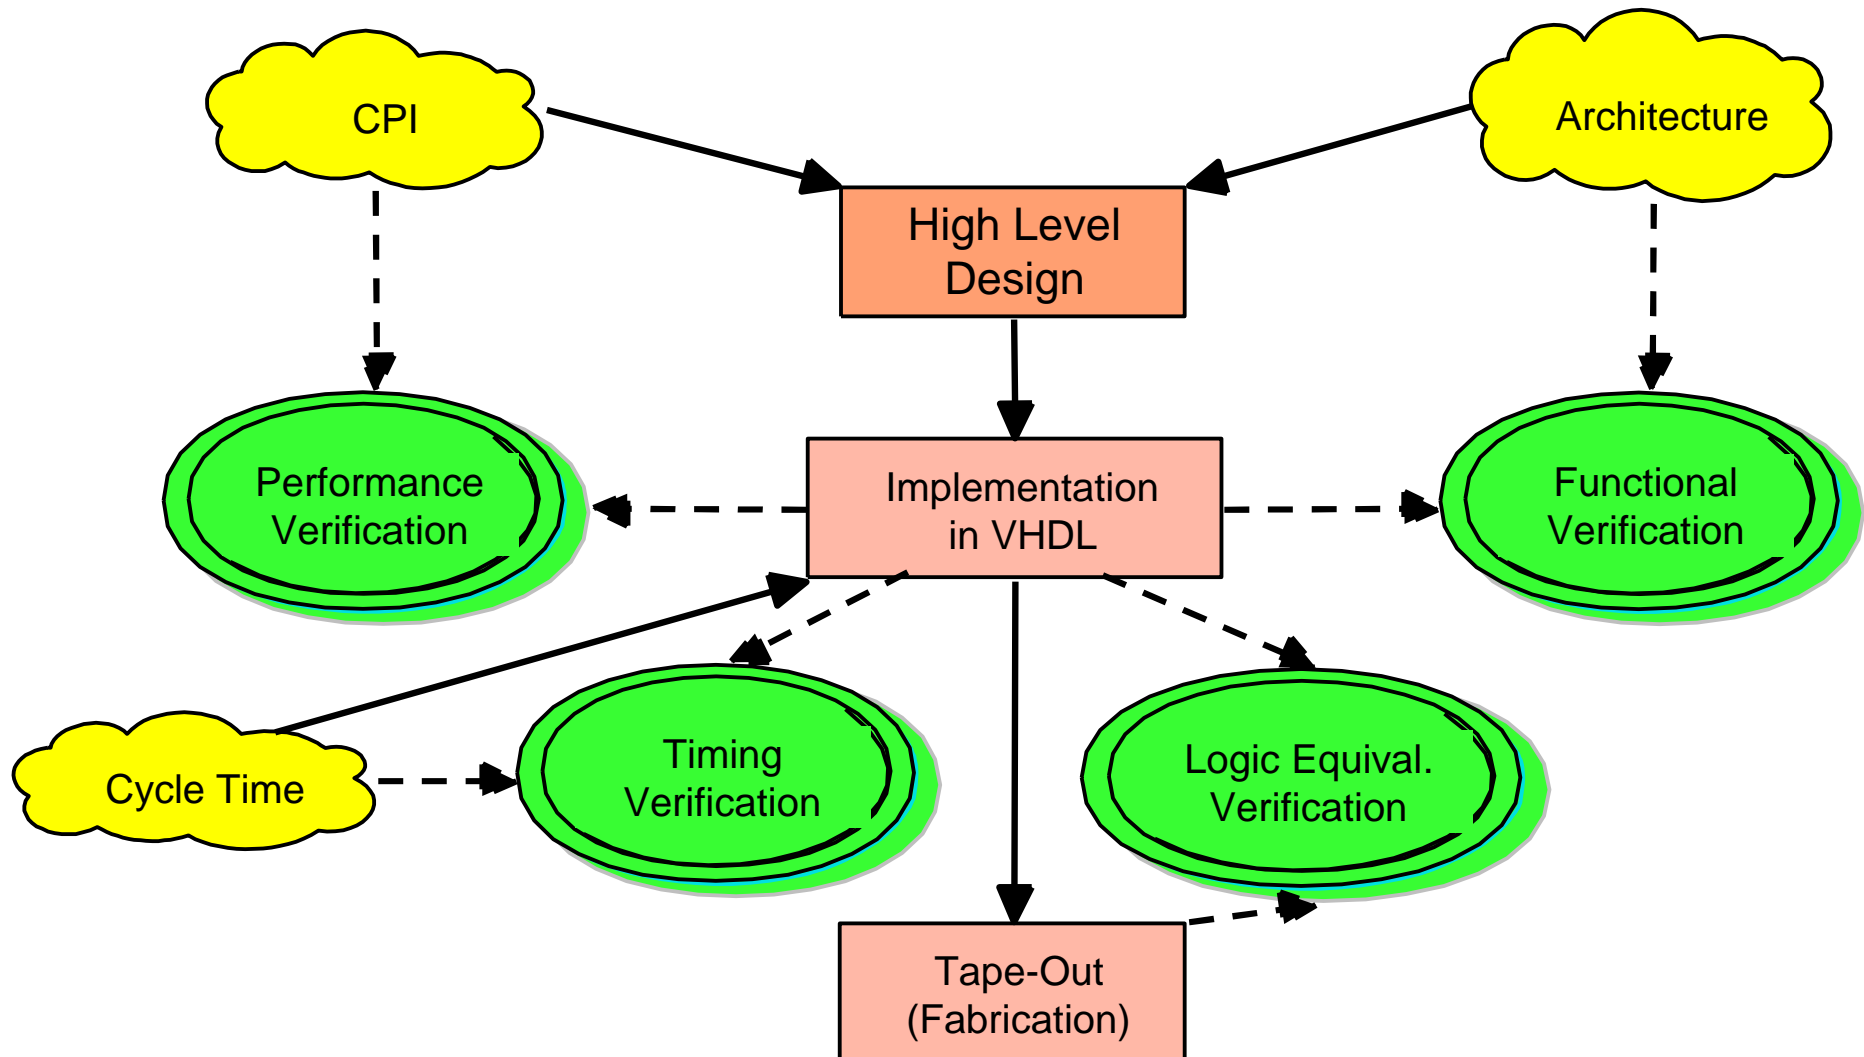 CPI
Architecture
High Level
Design
Performance
Verification
Implementation
in VHDL
Functional
Verification
Cycle Time
Timing
Verification
Logic Equival.
Verification
Tape-Out
(Fabrication)